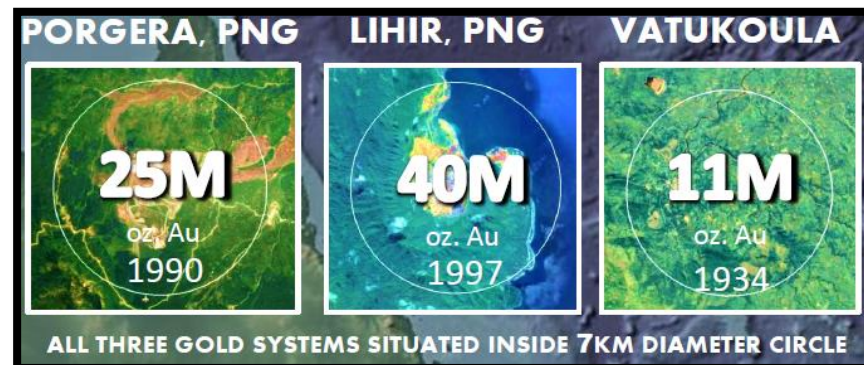 PORGERA, PNG
25M
oz. Au
1990
LIHIR, PNG
40M
oz. Au
1997
VATUKOULA
11M
oz. Au
1934
ALL THREE GOLD SYSTEMS SITUATED INSIDE 7KM DIAMETER CIRCLE